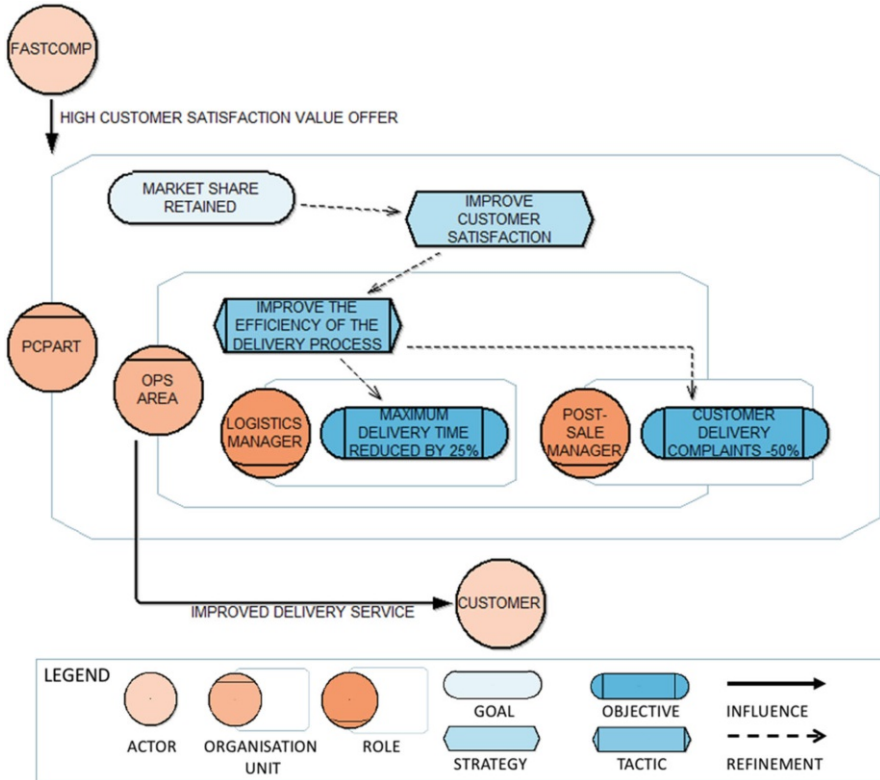 FASTCOMP
HIGH CUSTOMER SATISFACTION VALUE OFFER
MARKET SHARE
RETAINED
IMPROVE
CUSTOMER
SATISFACTION
PCPART
OPS
AREA
IMPROVE THE
EFFICIENCY OF THE
DELIVERY PROCESS
LOGISTICS
MANAGER
MAXIMUM
DELIVERY TIME
REDUCED BY 25%
POST-
SALE
MANAGER
CUSTOMER
DELIVERY
COMPLAINTS -50%
IMPROVED DELIVERY SERVICE
CUSTOMER
LEGEND
ACTOR
ORGANISATION
UNIT
ROLE
GOAL
STRATEGY
OBJECTIVE
TACTIC
INFLUENCE
REFINEMENT